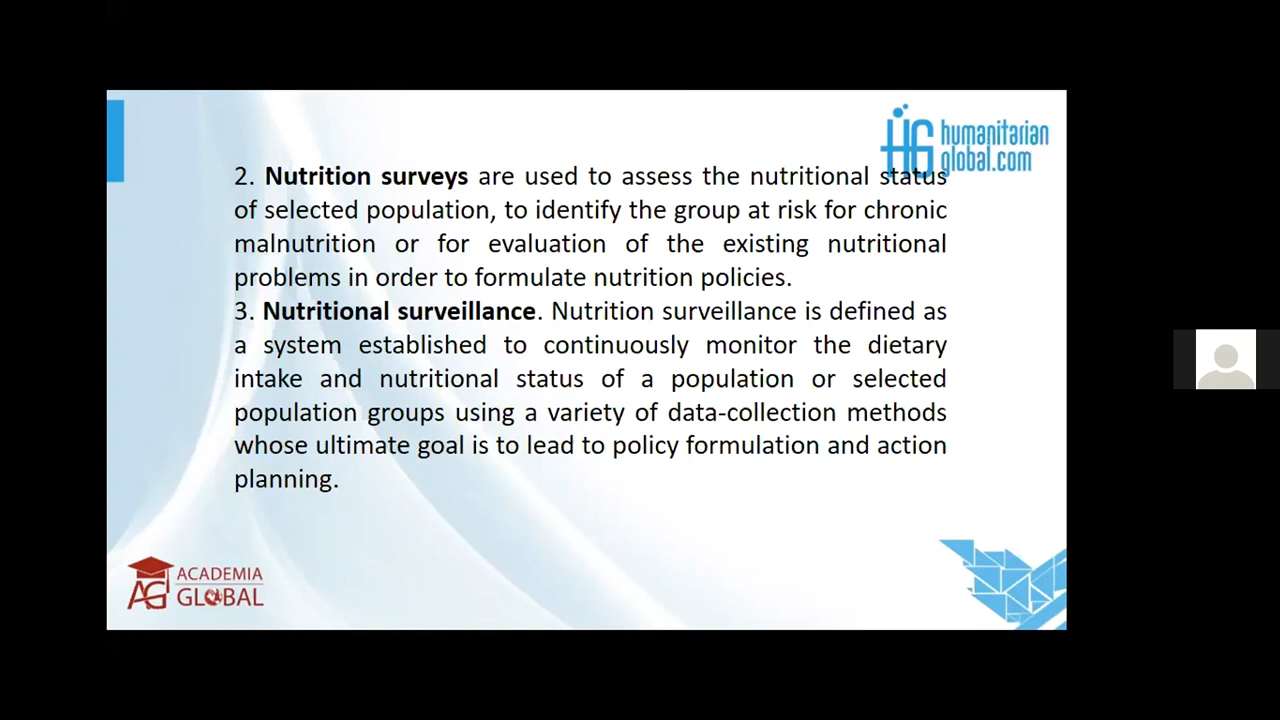 humanitarian
global.com
2. Nutrition surveys are used to assess the nutritional status
of selected population, to identify the group at risk for chronic
malnutrition or for evaluation of the existing nutritional
problems in order to formulate nutrition policies.
3. Nutritional surveillance. Nutrition surveillance is defined as
a system established to continuously monitor the dietary
intake and nutritional status of a population or selected
population groups using a variety of data-collection methods
whose ultimate goal is to lead to policy formulation and action
planning.
AG ACADEMIA
GLOBAL